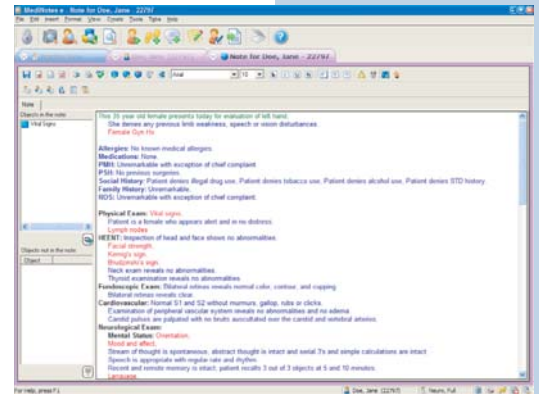 MediNotes e - Note for Doe, Jane - 22797
File Edit Insert Format View Create Tools Type Help
Note for Doe, Jane - 22797
Arial 10
Note
Objects in the note
Vital Signs
Objects not in the note
Object
This 39 year old female presents today for evaluation of left hand.
She denies any previous limb weakness, speech or vision disturbances.
Female Gyn Hx
Allergies: No known medical allergies.
Medications: None.
PMH: Unremarkable with exception of chief complaint.
PSH: No previous surgeries.
Social History: Patient denies illegal drug use, Patient denies tobacco use, Patient denies alcohol use, Patient denies STD history
Family History: Unremarkable.
ROS: Unremarkable with exception of chief complaint.
Physical Exam: Vital signs.
Patient is a female who appears alert and in no distress.
Lymph nodes
HEENT: Inspection of head and face shows no abnormalities.
Facial strength.
Kernig's sign.
Brudzinski's sign.
Neck exam reveals no abnormalities.
Thyroid examination reveals no abnormalities.
Fundoscopic Exam: Bilateral retinas reveals normal color, contour, and cupping.
Bilateral retinas reveals clear.
Cardiovascular: Normal S1 and S2 without murmurs, gallop, rubs or clicks.
Examination of peripheral vascular system reveals no abnormalities and no edema.
Carotid pulses are palpated with no bruits auscultated over the carotid and vertebral arteries.
Neurological Exam:
Mental Status: Orientation.
Mood and affect.
Stream of thought is spontaneous, abstract thought is intact and serial 3's and simple calculations are intact
Speech is appropriate with regular rate and rhythm
Recent and remote memory is intact, patient recalls 3 out of 3 objects at 5 and 10 minutes.
Language
For Help, press F1
Doe, Jane (22797)
Neuro, Full